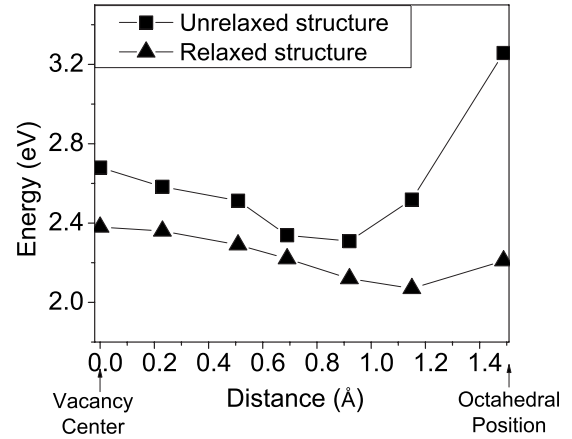 Unrelaxed structure
Relaxed structure
3.2
2.8
2.4
2.0
Energy (eV)
0.0 0.2 0.4 0.6 0.8 1.0 1.2 1.4
Distance (Å)
Vacancy
Center
Octahedral
Position